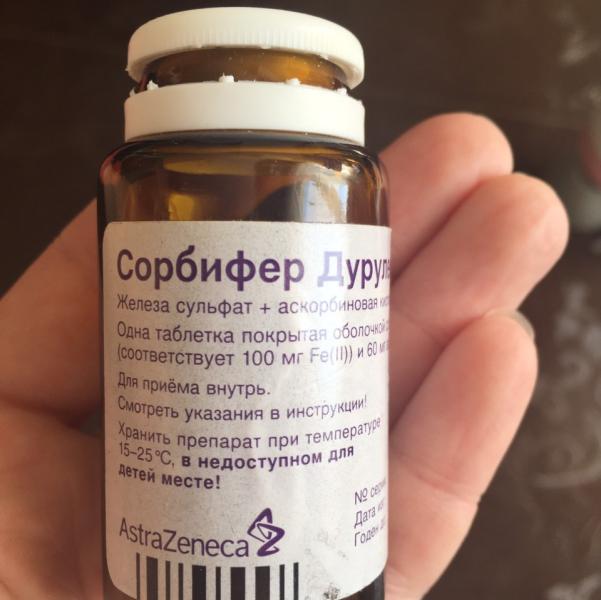 Сорбифер Дуруле
Железа сульфат + аскорбиновая
Одна таблетка покрытая оболочкой
(соответствует 100 мг Fe(II)) и 60 мг
Для приёма внутрь.
Смотреть указания в инструкции!
Хранить препарат при температуре
15–25 °C, в недоступном для
детей месте!
№
Дата
Годен
AstraZeneca